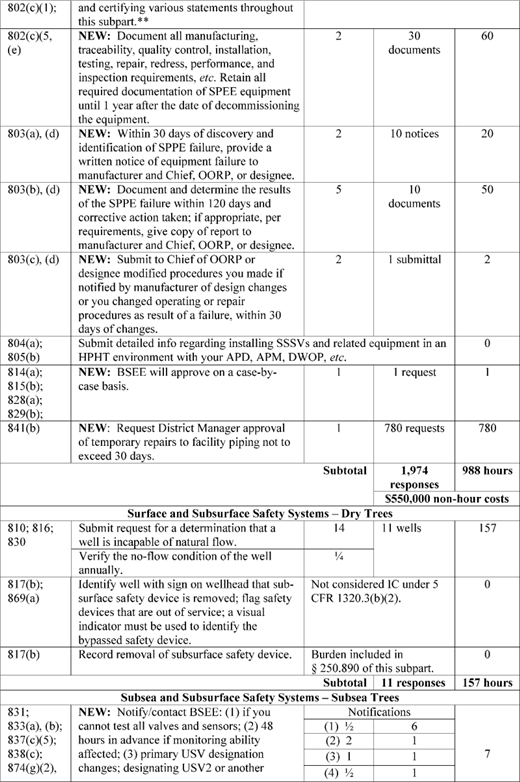 802(c)(1);
and certifying various statements throughout
this subpart.**
802(c)(5,
(e)
NEW: Document all manufacturing,
traceability, quality control, installation,
testing, repair, redress, performance, and
inspection requirements, etc. Retain all
required documentation of SPEE equipment
until 1 year after the date of decommissioning
the equipment.
2
30
documents
60
803(a), (d)
NEW: Within 30 days of discovery and
identification of SPPE failure, provide a
written notice of equipment failure to
manufacturer and Chief, OORP, or designee.
2
10 notices
20
803(b), (d)
NEW: Document and determine the results
of the SPPE failure within 120 days and
corrective action taken; if appropriate, per
requirements, give copy of report to
manufacturer and Chief, OORP, or designee.
5
10
documents
50
803(c), (d)
NEW: Submit to Chief of OORP or
designee modified procedures you made if
notified by manufacturer of design changes
or you changed operating or repair
procedures as result of a failure, within 30
days of changes.
2
1 submittal
2
804(a);
805(b)
Submit detailed info regarding installing SSSVs and related equipment in an
HPHT environment with your APD, APM, DWOP, etc.
0
814(a);
815(b);
828(a);
829(b);
NEW: BSEE will approve on a case-by-
case basis.
1
1 request
1
841(b)
NEW: Request District Manager approval
of temporary repairs to facility piping not to
exceed 30 days.
1
780 requests
780
Subtotal
1,974
responses
988 hours
$550,000 non-hour costs
Surface and Subsurface Safety Systems – Dry Trees
810; 816;
830
Submit request for a determination that a
well is incapable of natural flow.
14
11 wells
157
Verify the no-flow condition of the well
annually.
¼
817(b);
869(a)
Identify well with sign on wellhead that sub-
surface safety device is removed; flag safety
devices that are out of service; a visual
indicator must be used to identify the
bypassed safety device.
Not considered IC under 5
CFR 1320.3(b)(2).
0
817(b)
Record removal of subsurface safety device.
Burden included in
§ 250.890 of this subpart.
0
Subtotal
11 responses
157 hours
Subsea and Subsurface Safety Systems – Subsea Trees
831;
833(a), (b);
837(c)(5);
838(c);
874(g)(2),
NEW: Notify/contact BSEE: (1) if you
cannot test all valves and sensors; (2) 48
hours in advance if monitoring ability
affected; (3) primary USV designation
changes; designating USV2 or another
Notifications
(1) ½
6
(2) 2
1
(3) 1
1
(4) ½
1
7